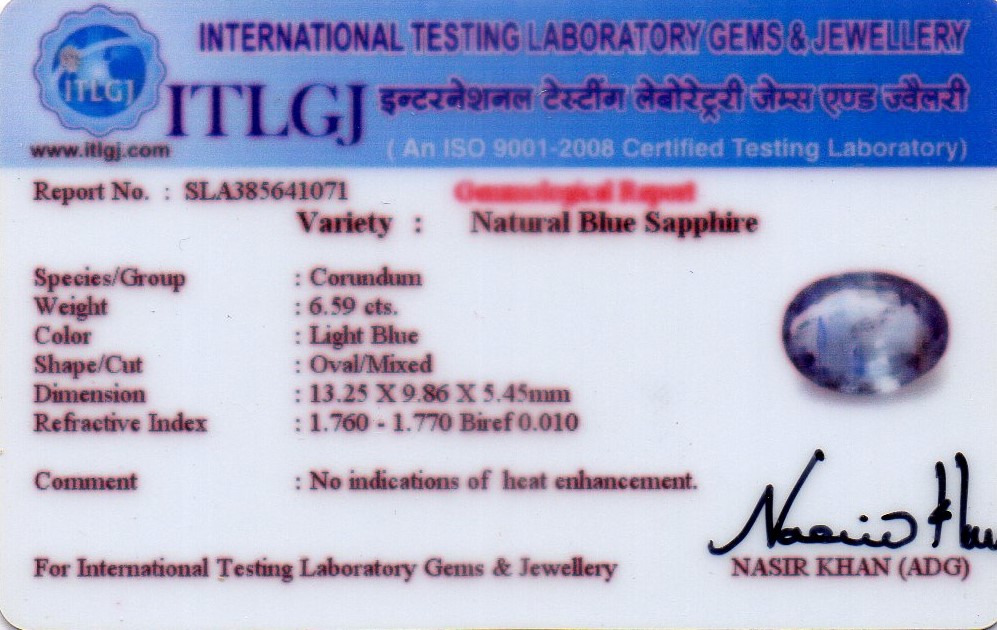 INTERNATIONAL TESTING LABORATORY GEMS & JEWELLERY
ITLGJ
ITLGJ
इन्टरनेशनल टेस्टींग लेबोरेट्री जेम्स एण्ड ज्वैलरी
www.itlgj.com
( An ISO 9001-2008 Certified Testing Laboratory)
Report No. : SLA385641071
Gemmological Report
Variety : Natural Blue Sapphire
Species/Group : Corundum
Weight : 6.59 cts.
Color : Light Blue
Shape/Cut : Oval/Mixed
Dimension : 13.25 X 9.86 X 5.45mm
Refractive Index : 1.760 - 1.770 Biref 0.010
Comment : No indications of heat enhancement.
For International Testing Laboratory Gems & Jewellery
NASIR KHAN (ADG)